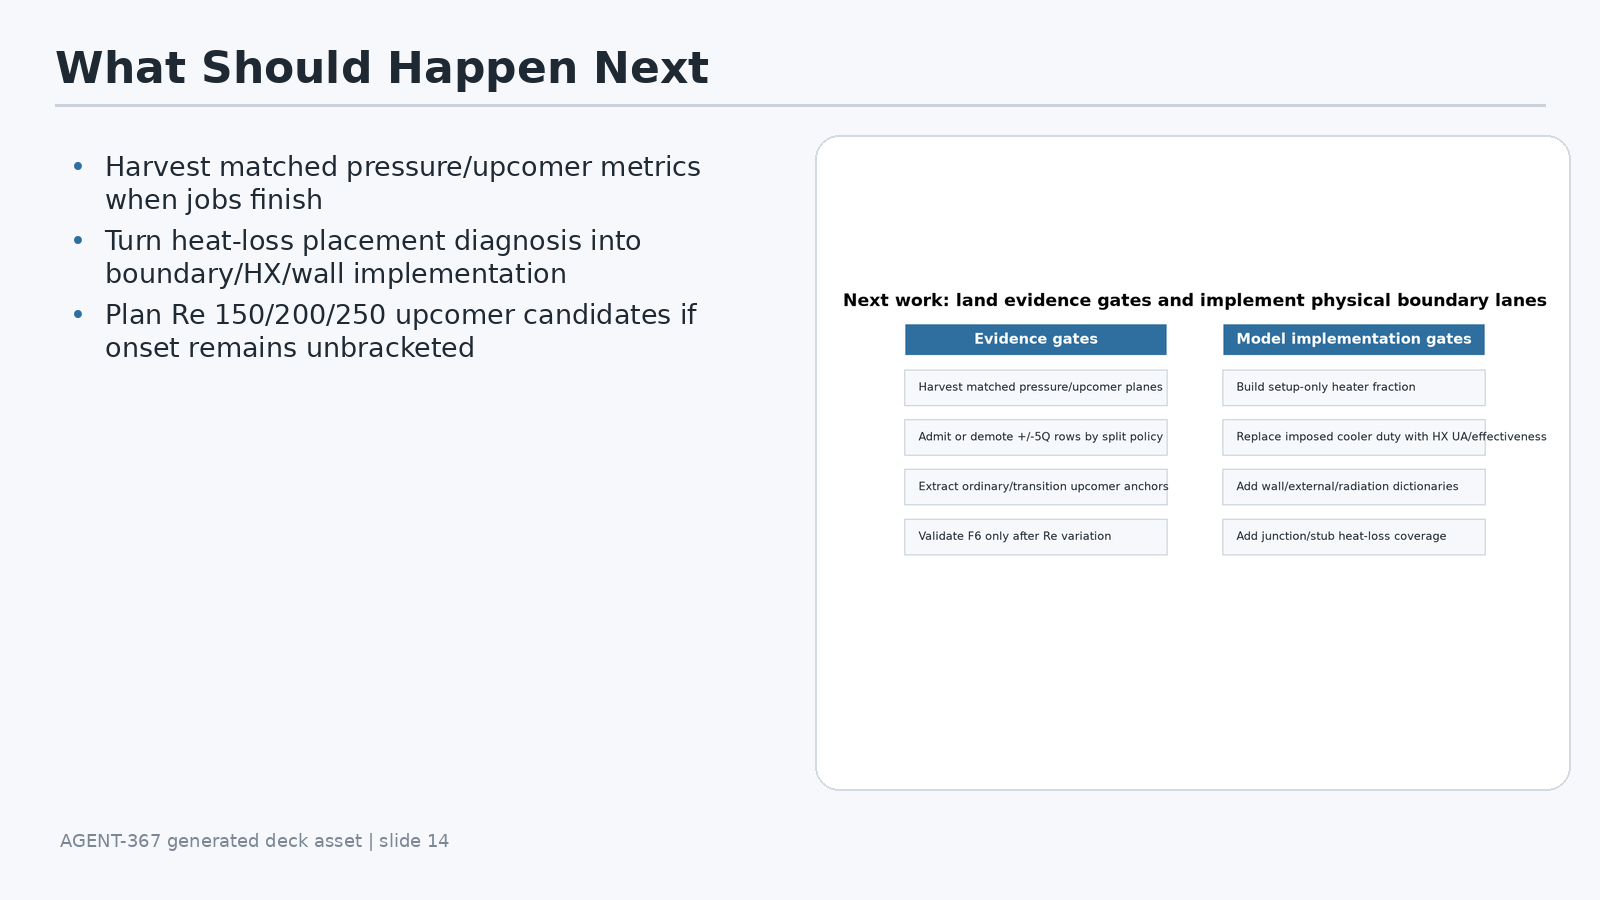 What Should Happen Next
• Harvest matched pressure/upcomer metrics
when jobs finish
• Turn heat-loss placement diagnosis into
boundary/HX/wall implementation
• Plan Re 150/200/250 upcomer candidates if
onset remains unbracketed
Next work: land evidence gates and implement physical boundary lanes
Evidence gates
Harvest matched pressure/upcomer planes
Admit or demote +/-5Q rows by split policy
Extract ordinary/transition upcomer anchors
Validate F6 only after Re variation
Model implementation gates
Build setup-only heater fraction
Replace imposed cooler duty with HX UA/effectiveness
Add wall/external/radiation dictionaries
Add junction/stub heat-loss coverage
AGENT-367 generated deck asset | slide 14